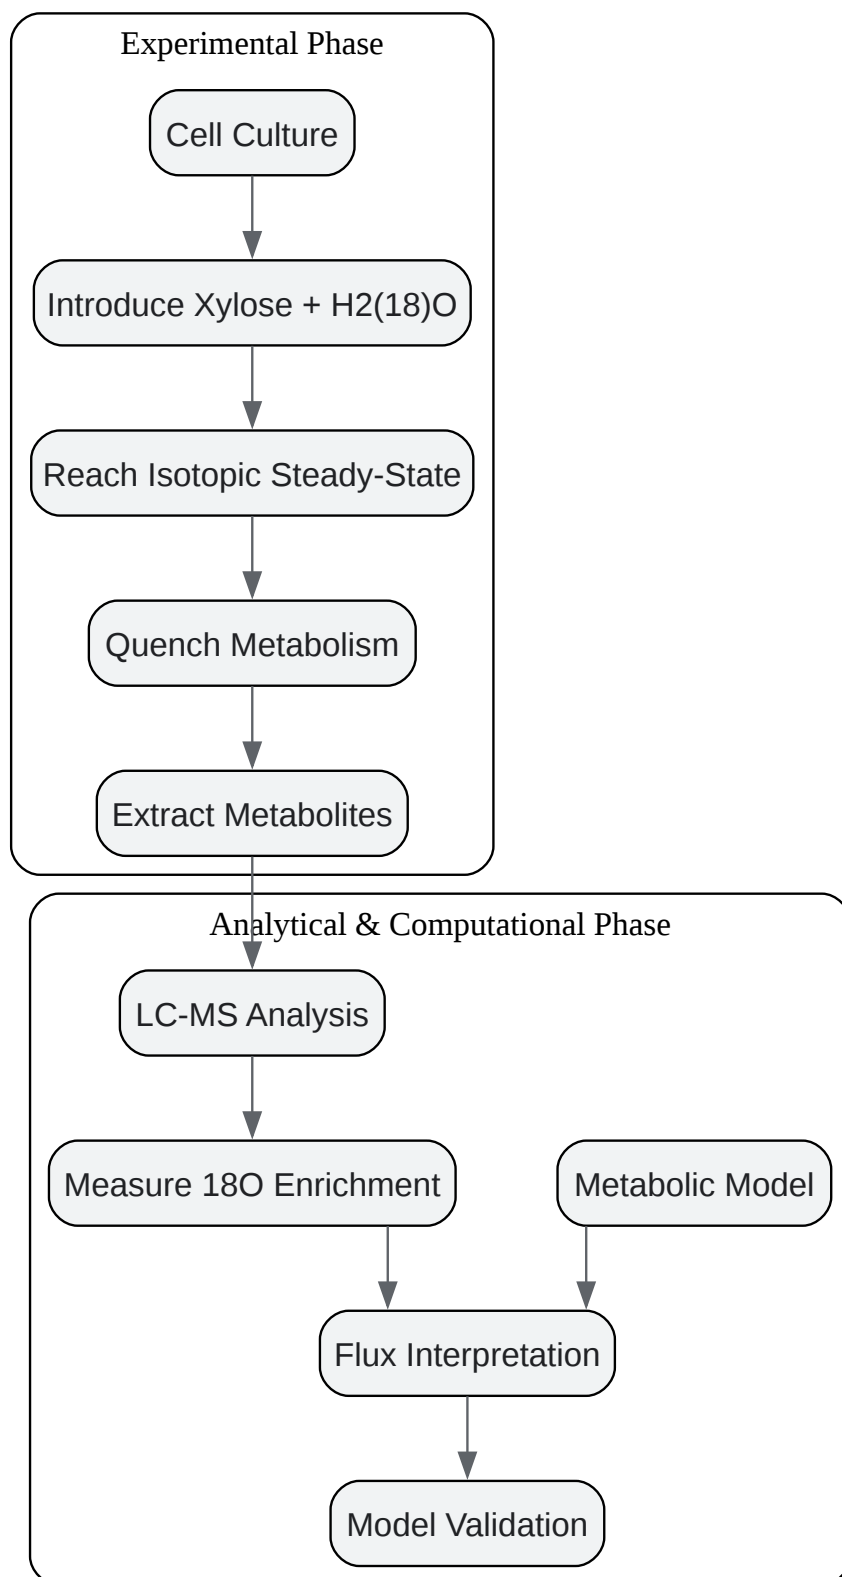 Experimental Phase
Cell Culture
Introduce Xylose + H2(18)O
Reach Isotopic Steady-State
Quench Metabolism
Extract Metabolites
Analytical & Computational Phase
LC-MS Analysis
Measure 18O Enrichment
Metabolic Model
Flux Interpretation
Model Validation